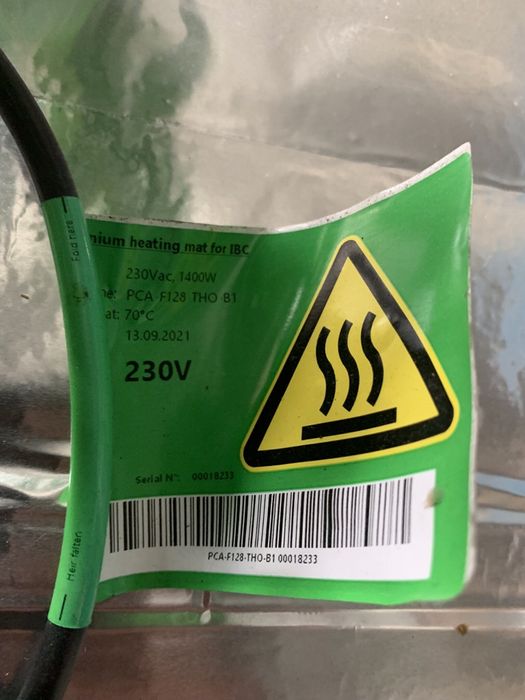 nium heating mat for IBC
230Vac, 1400W
ne: PCA-F128-THO-B1
at: 70°C
13.09.2021
230V
Serial N°: 00018233
PCA-F128-THO-B1 00018233
Fold here
Heir falten